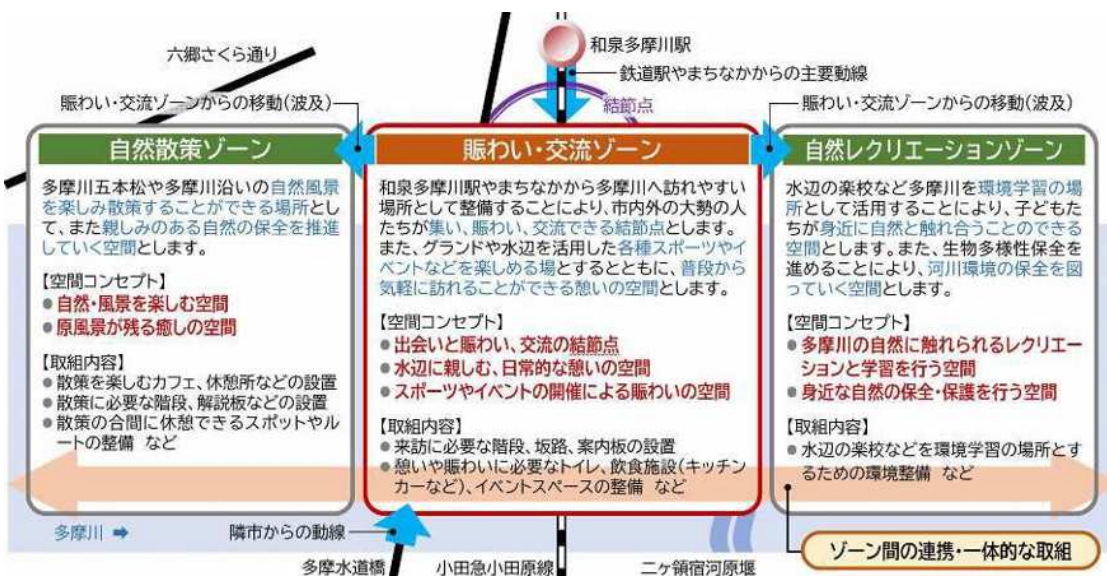 六郷さくら通り
和泉多摩川駅
鉄道駅やまちなかからの主要動線
結節点
賑わい・交流ゾーンからの移動(波及)
賑わい・交流ゾーンからの移動(波及)
自然散策ゾーン
多摩川五本松や多摩川沿いの自然風景
を楽しみ散策することができる場所とし
て、また親しみのある自然の保全を推進
していく空間とします。
【空間コンセプト】
●自然・風景を楽しむ空間
●原風景が残る癒しの空間
【取組内容】
●散策を楽しむカフェ、休憩所などの設置
●散策に必要な階段、解説板などの設置
●散策の合間に休憩できるスポットやル
ートの整備 など
賑わい・交流ゾーン
和泉多摩川駅やまちなかから多摩川へ訪れやすい
場所として整備することにより、市内外の大勢の人
たちが集い、賑わい、交流できる結節点とします。
また、グランドや水辺を活用した各種スポーツやイ
ベントなどを楽しめる場とするとともに、普段から
気軽に訪れることができる憩いの空間とします。
【空間コンセプト】
●出会いと賑わい、交流の結節点
●水辺に親しむ、日常的な憩いの空間
●スポーツやイベントの開催による賑わいの空間
【取組内容】
●来訪に必要な階段、坂路、案内板の設置
●憩いや賑わいに必要なトイレ、飲食施設(キッチン
カーなど)、イベントスペースの整備 など
自然レクリエーションゾーン
水辺の楽校など多摩川を環境学習の場
所として活用することにより、子どもた
ちが身近に自然と触れ合うことのできる
空間とします。また、生物多様性保全を
進めることにより、河川環境の保全を図
っていく空間とします。
【空間コンセプト】
●多摩川の自然に触れられるレクリエー
ションと学習を行う空間
●身近な自然の保全・保護を行う空間
【取組内容】
●水辺の楽校などを環境学習の場所とす
るための環境整備 など
多摩川 ➡
隣市からの動線
多摩水道橋
小田急小田原線
二ヶ領宿河原堰
ゾーン間の連携・一体的な取組